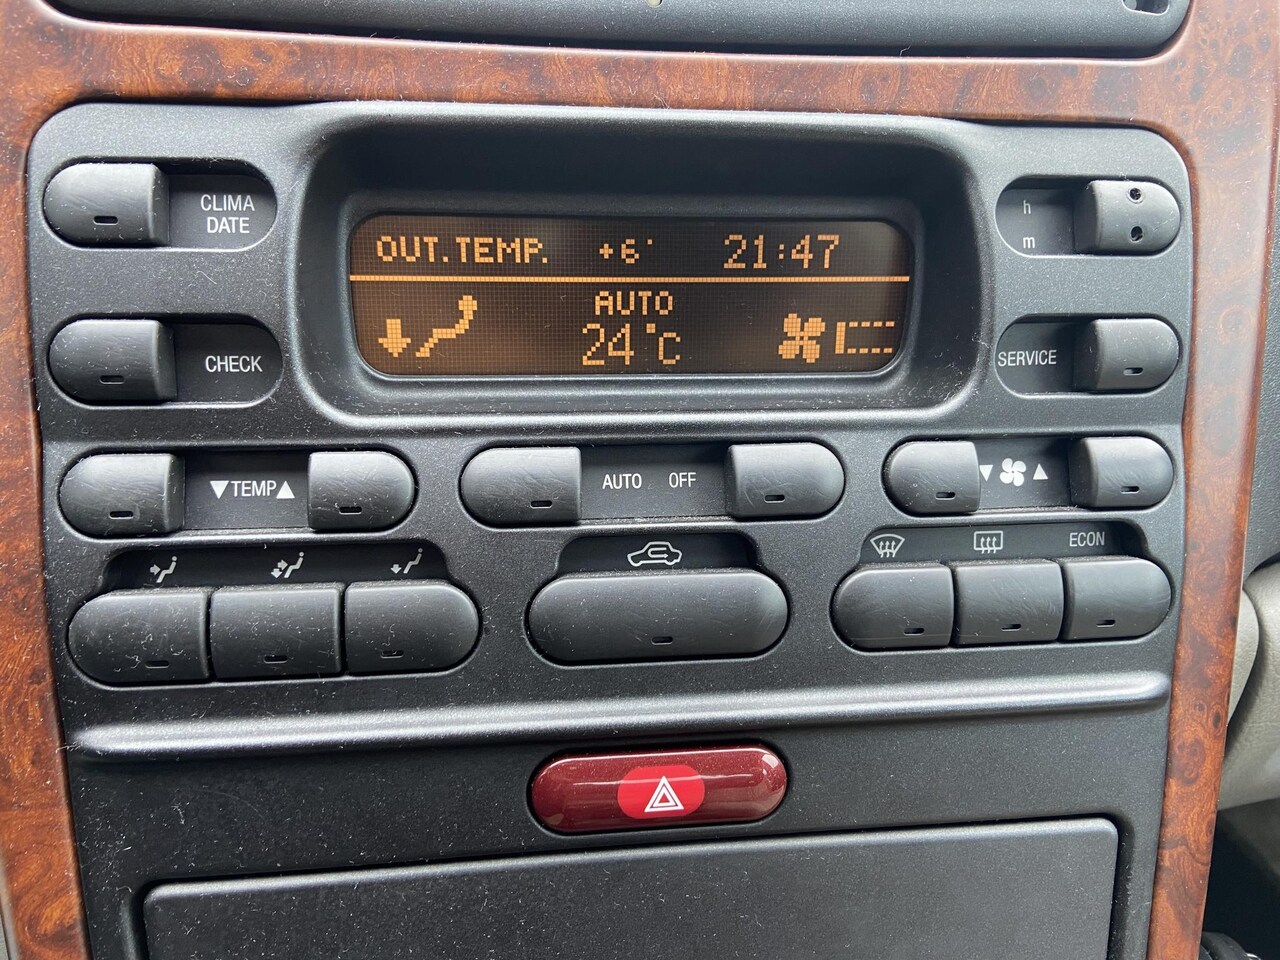 CLIMA
DATE
OUT.TEMP. +6° 21:47
h
m
AUTO
24°C
CHECK
SERVICE
▼TEMP▲
AUTO OFF
▼ ▲
ECON